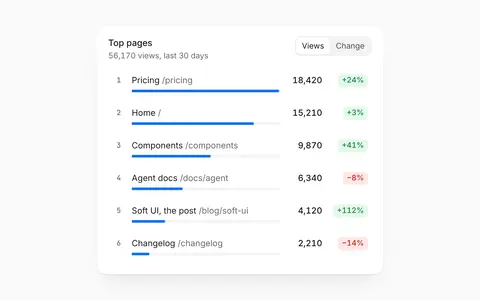 Top pages
56,170 views, last 30 days
Views Change
1 Pricing /pricing 18,420 +24%
2 Home / 15,210 +3%
3 Components /components 9,870 +41%
4 Agent docs /docs/agent 6,340 −8%
5 Soft UI, the post /blog/soft-ui 4,120 +112%
6 Changelog /changelog 2,210 −14%